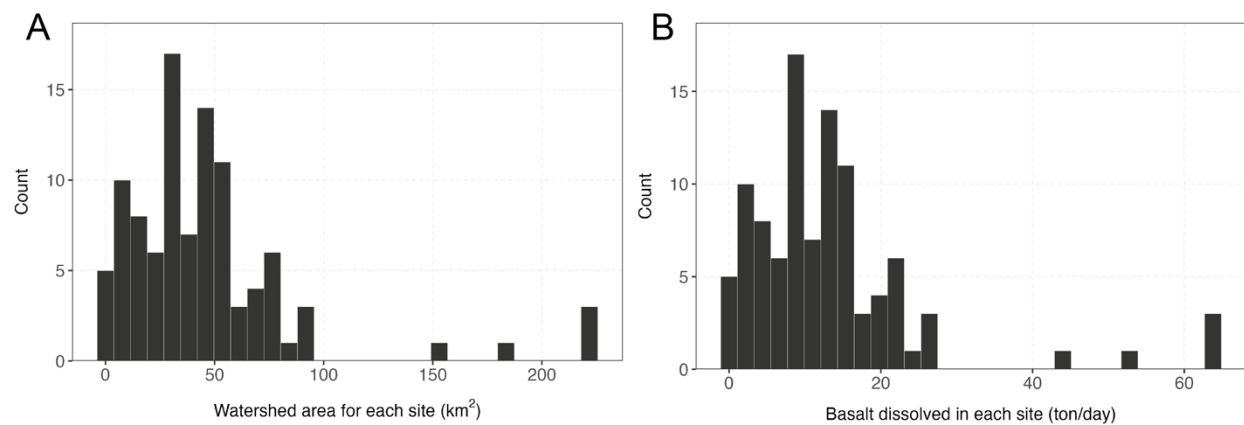 A
15
10
5
0
Count
0 50 100 150 200
Watershed area for each site (km²)
B
15
10
5
0
Count
0 20 40 60
Basalt dissolved in each site (ton/day)